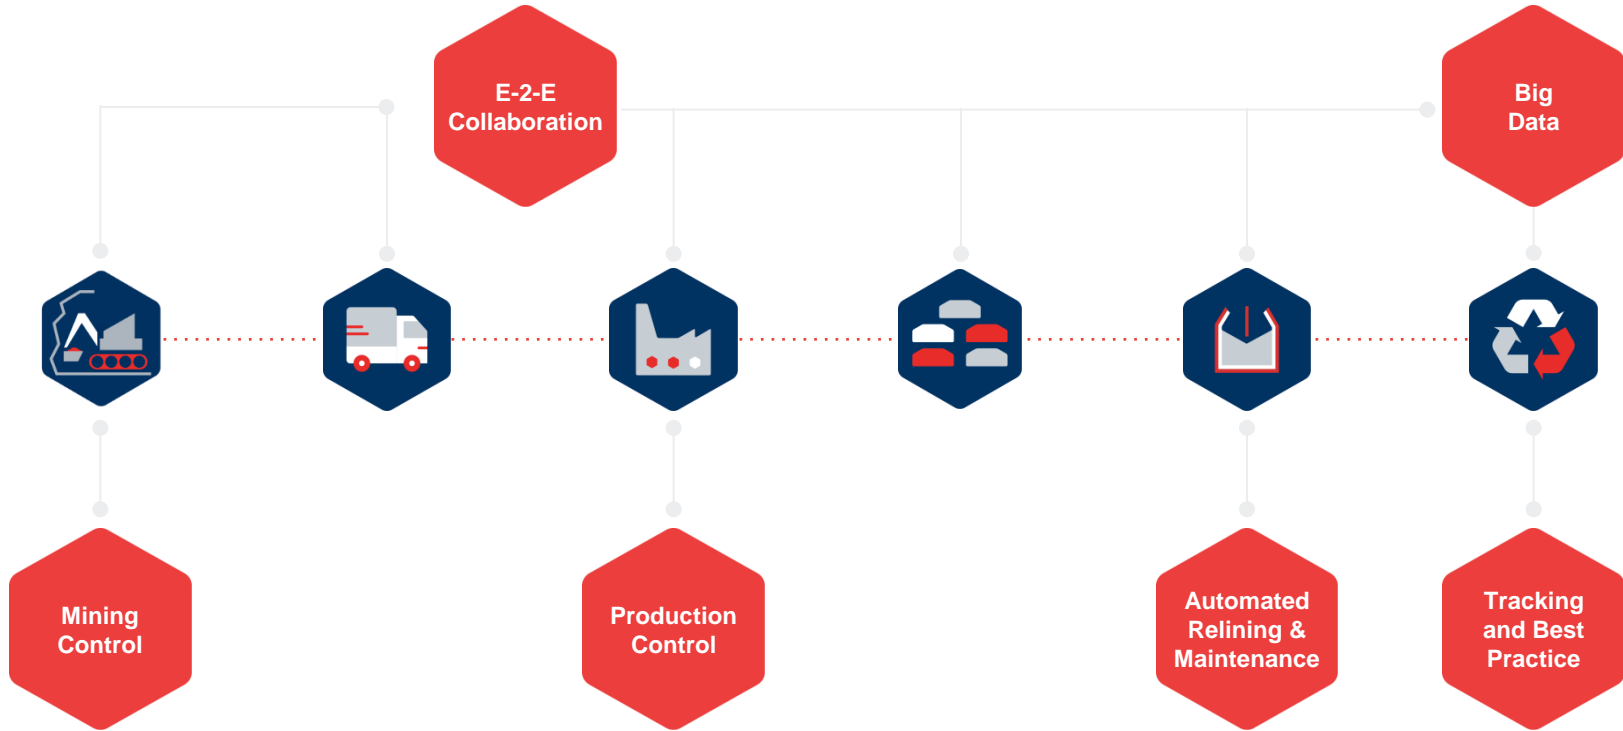 E-2-E
Collaboration
Big
Data
Mining
Control
Production
Control
Automated
Relining &
Maintenance
Tracking
and Best
Practice